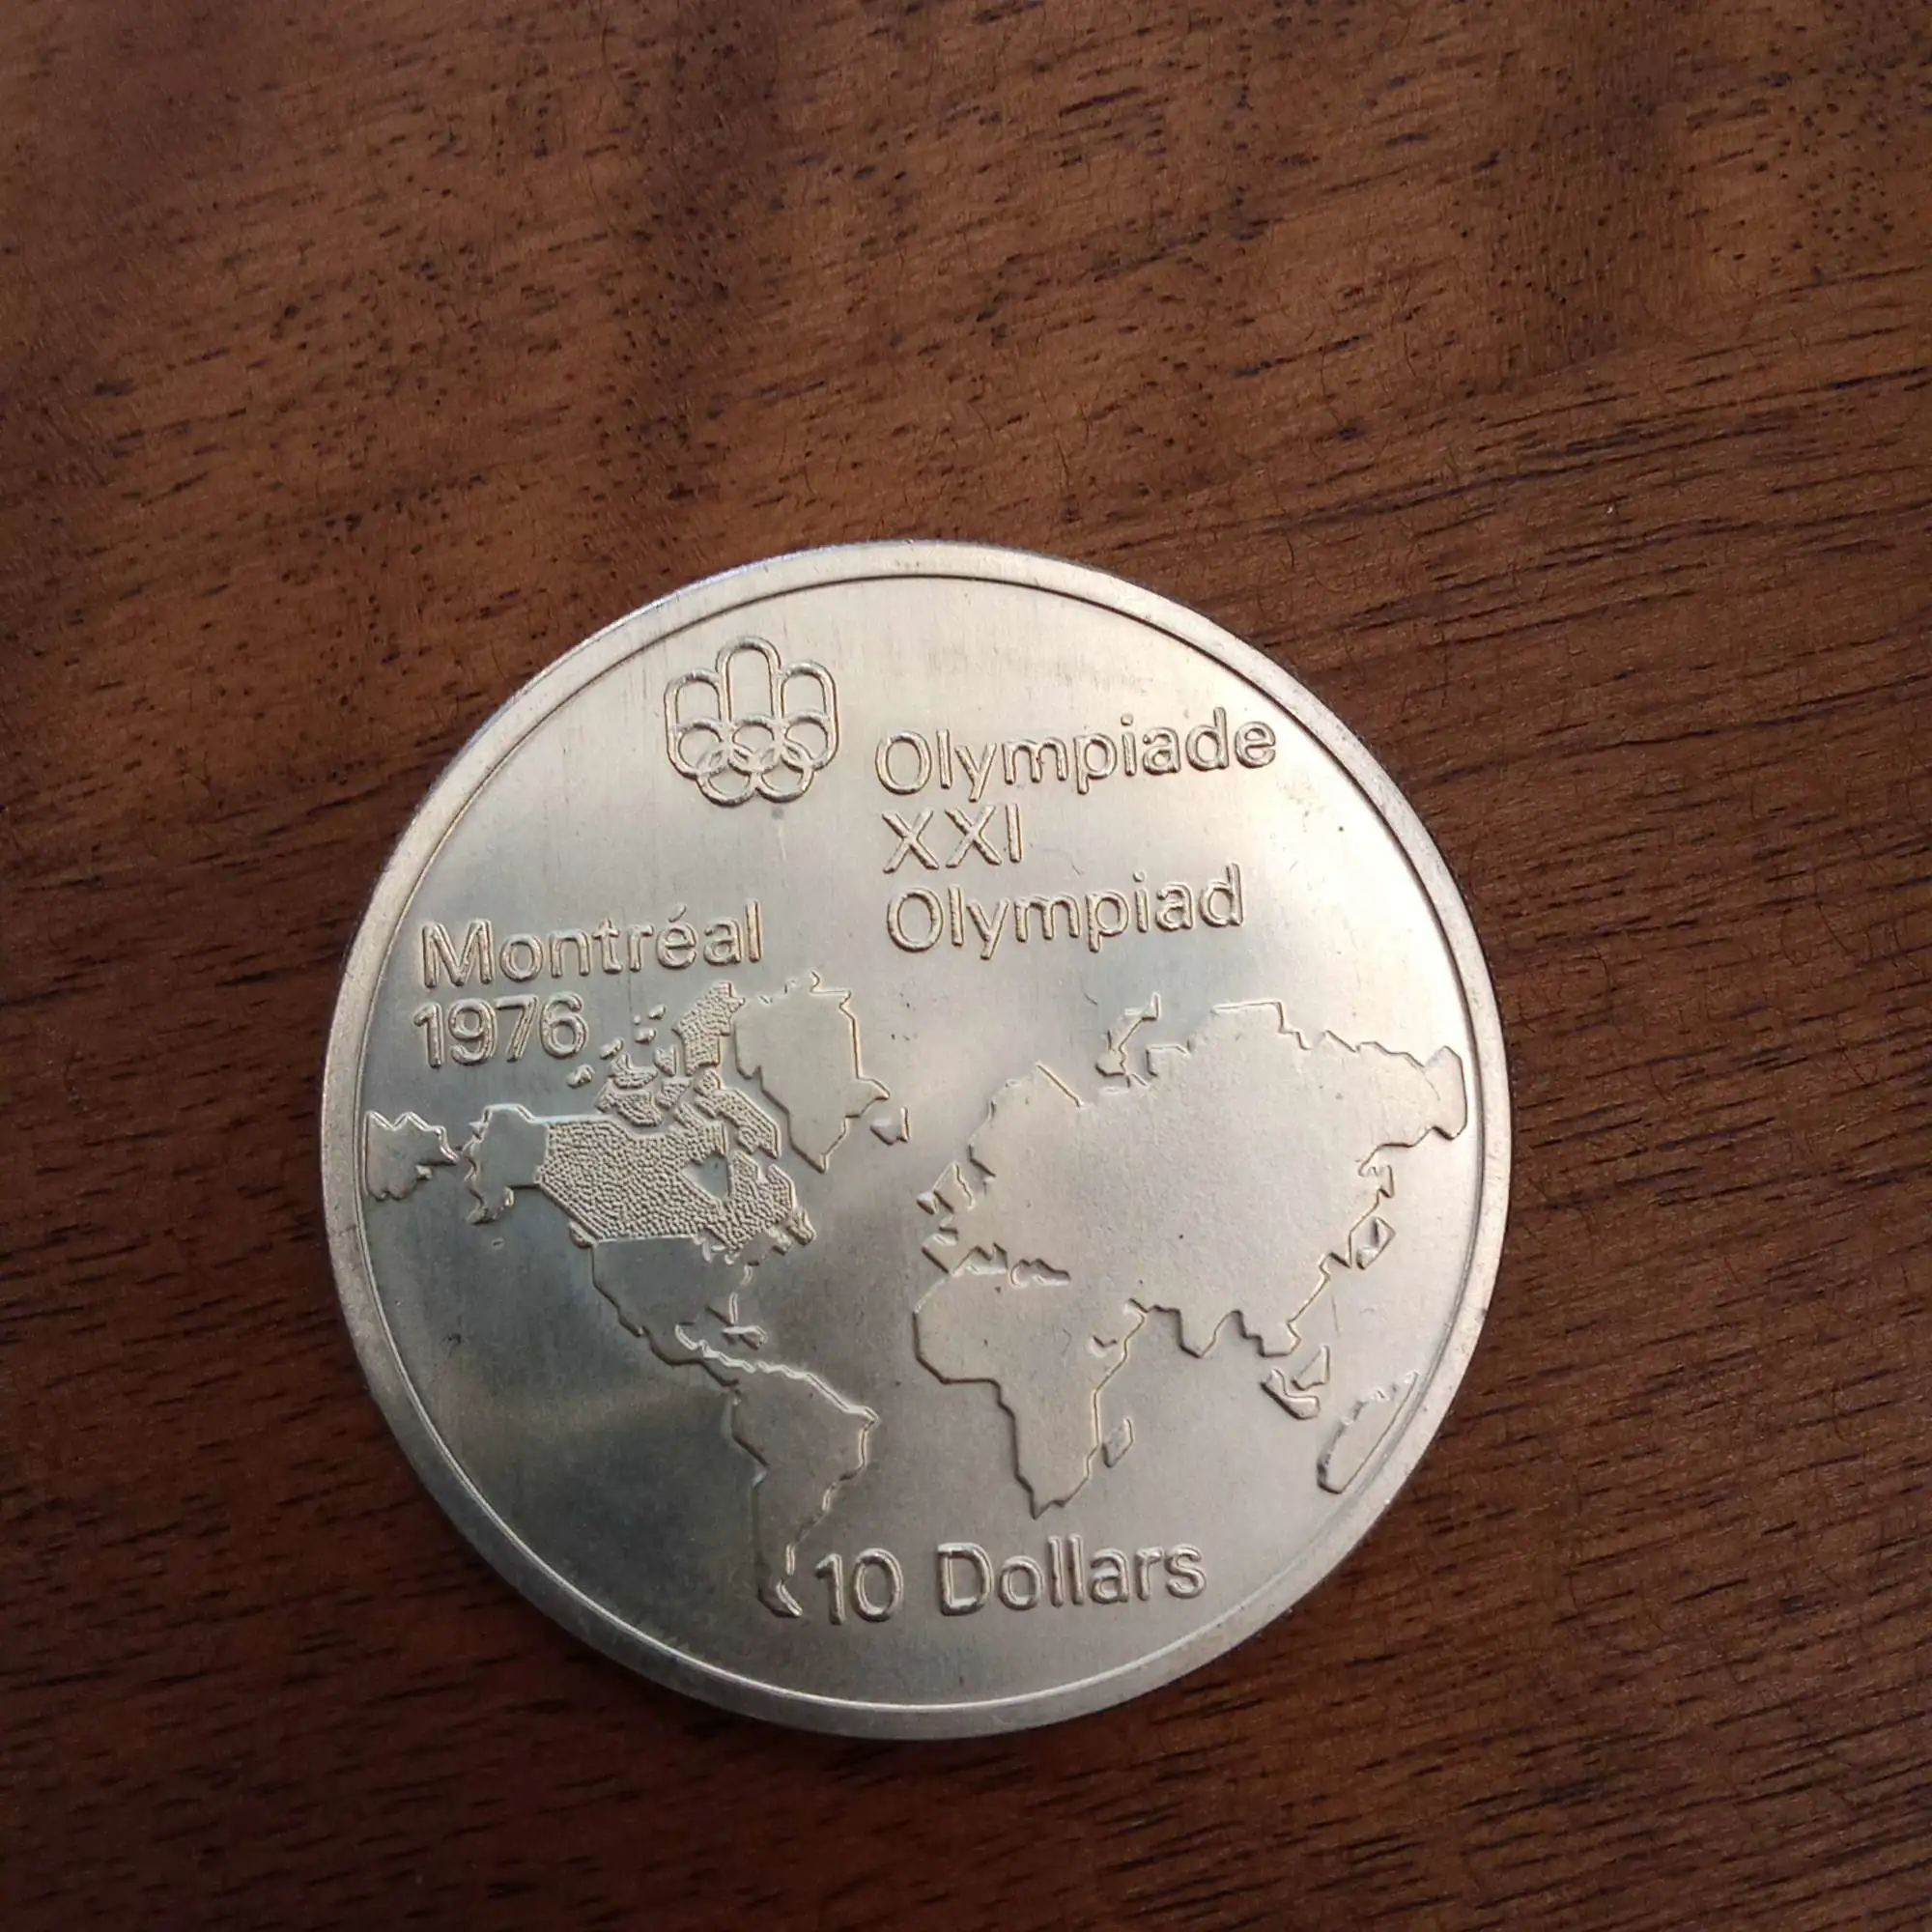 Olympiade
XXI
Olympiad
Montréal
1976
10 Dollars